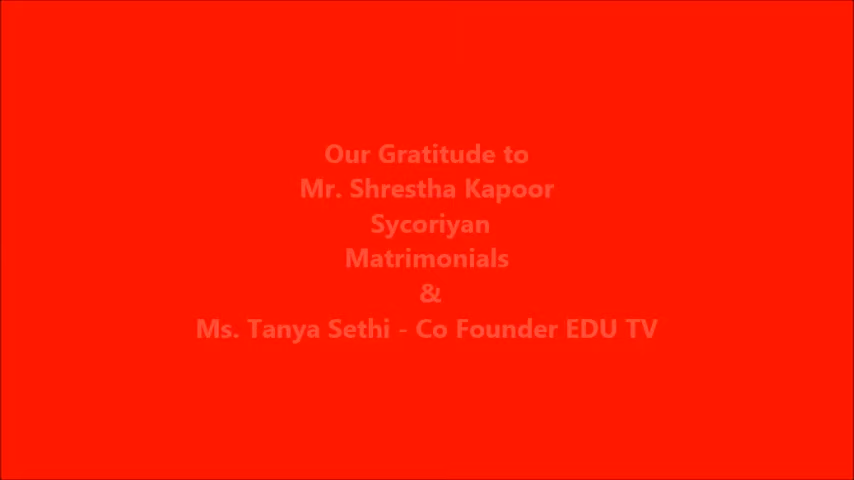 Our Gratitude to
Mr. Shrestha Kapoor
Sycoriyan
Matrimonials
&
Ms. Tanya Sethi - Co Founder EDU TV